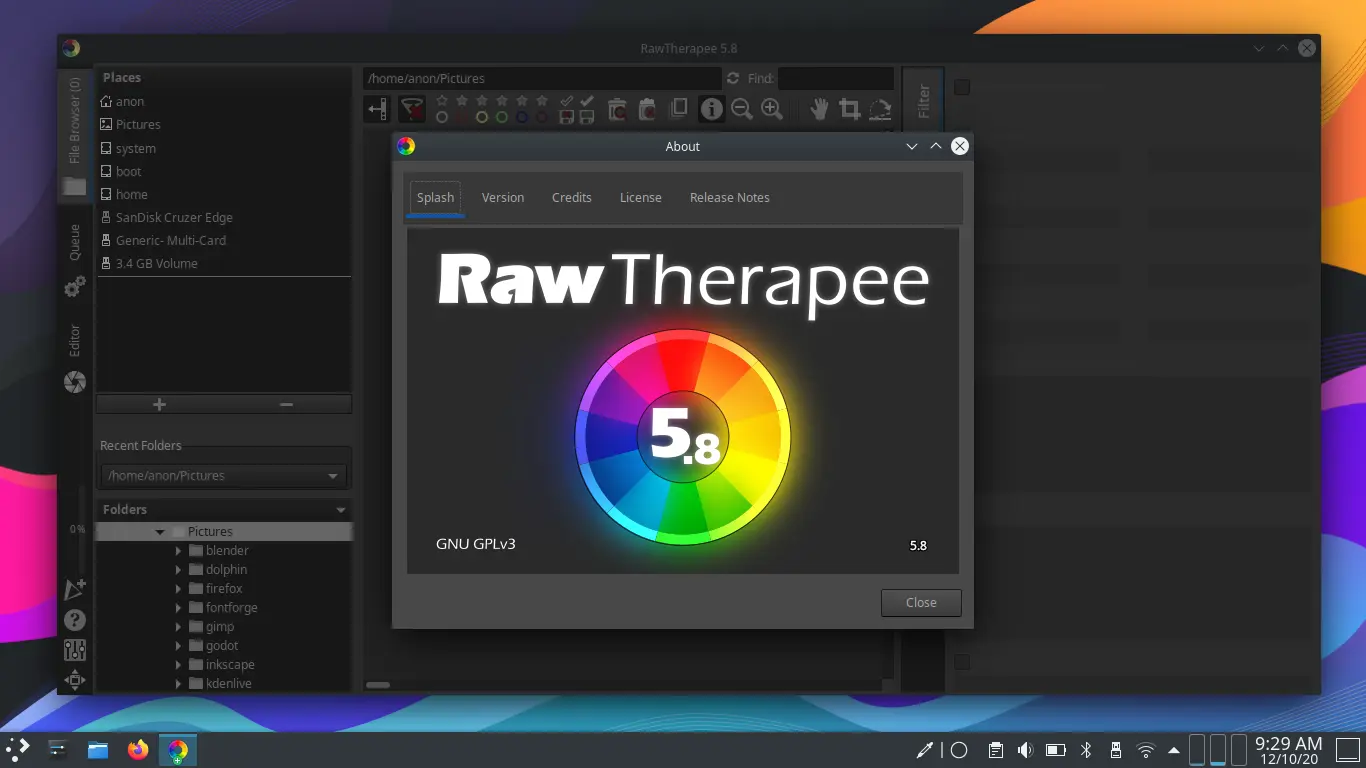 RawTherapee 5.8
File Browser (0)
Queue
Editor
0%
Places
anon
Pictures
system
boot
home
SanDisk Cruzer Edge
Generic- Multi-Card
3.4 GB Volume
Recent Folders
/home/anon/Pictures
Folders
Pictures
blender
dolphin
firefox
fontforge
gimp
godot
inkscape
kdenlive
/home/anon/Pictures
Find:
Filter
About
Splash
Version
Credits
License
Release Notes
RawTherapee
5.8
GNU GPLv3
5.8
Close
9:29 AM
12/10/20